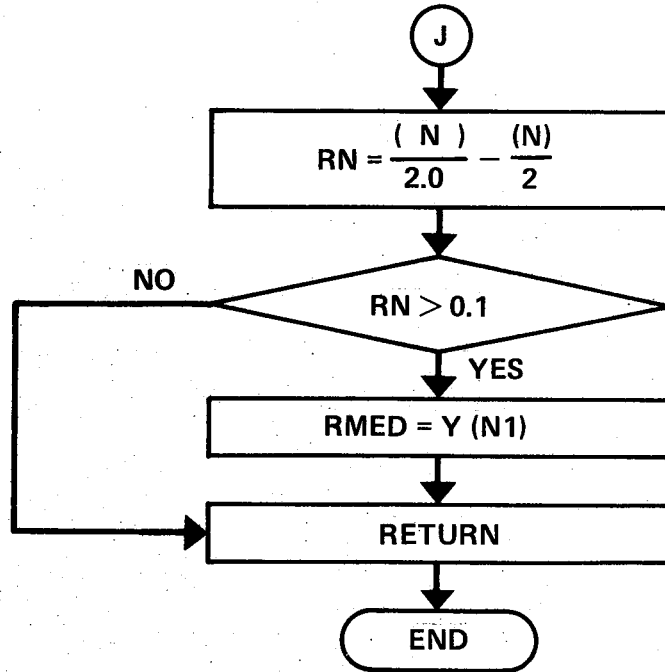 J
RN = ( N )/2.0 − (N)/2
NO
RN > 0.1
YES
RMED = Y (N1)
RETURN
END